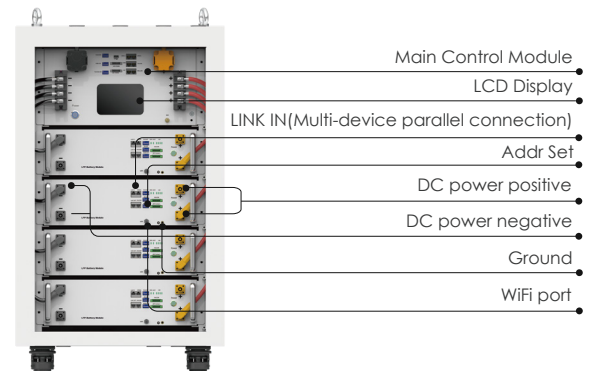 Main Control Module
LCD Display
LINK IN(Multi-device parallel connection)
Addr Set
DC power positive
DC power negative
Ground
WiFi port